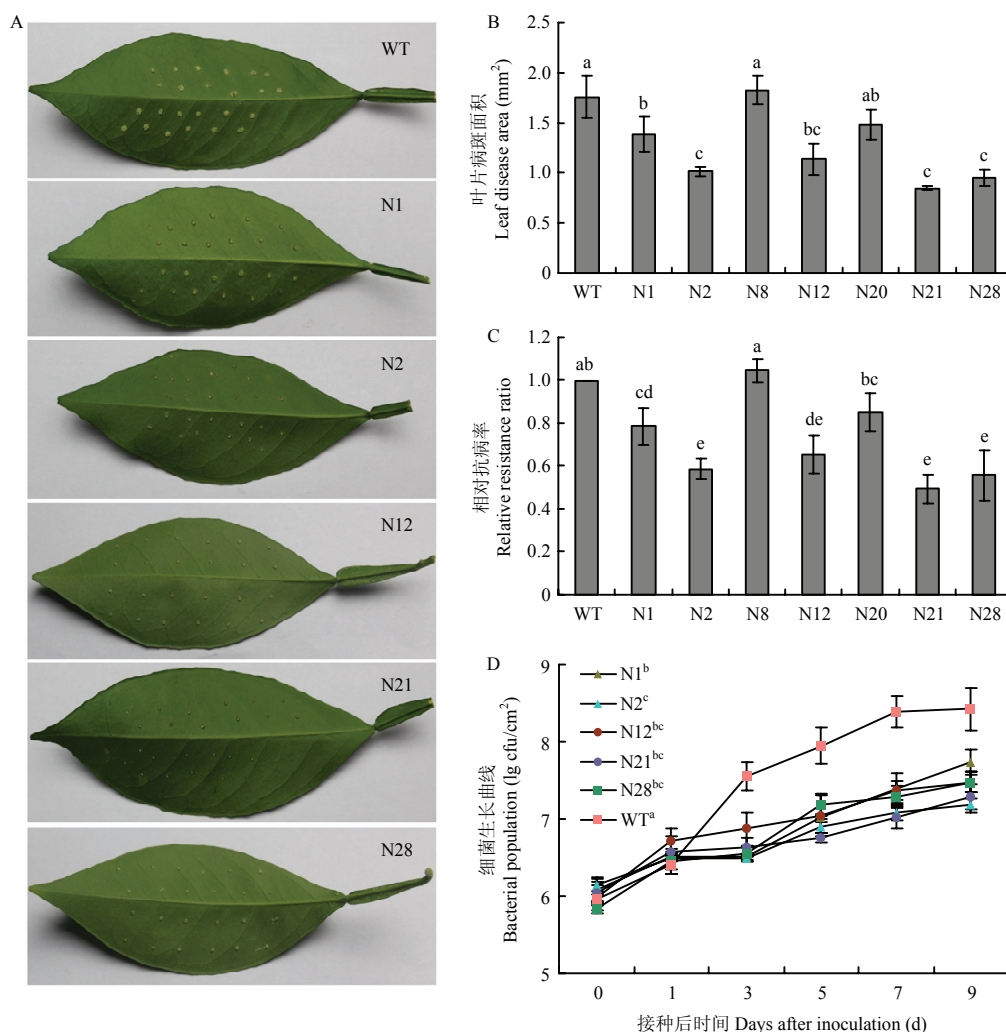 A
WT
N1
N2
N12
N21
N28
B
叶片病斑面积
Leaf disease area (mm²)
2.5
2.0
1.5
1.0
0.5
0
a
b
c
a
bc
ab
c
c
WT N1 N2 N8 N12 N20 N21 N28
C
相对抗病率
Relative resistance ratio
1.2
1.0
0.8
0.6
0.4
0.2
0
ab
cd
e
a
de
bc
e
e
WT N1 N2 N8 N12 N20 N21 N28
D
细菌生长曲线
Bacterial population (lg cfu/cm²)
9
8
7
6
5
N1ᵇ
N2ᶜ
N12ᵇᶜ
N21ᵇᶜ
N28ᵇᶜ
WTᵃ
0 1 3 5 7 9
接种后时间 Days after inoculation (d)